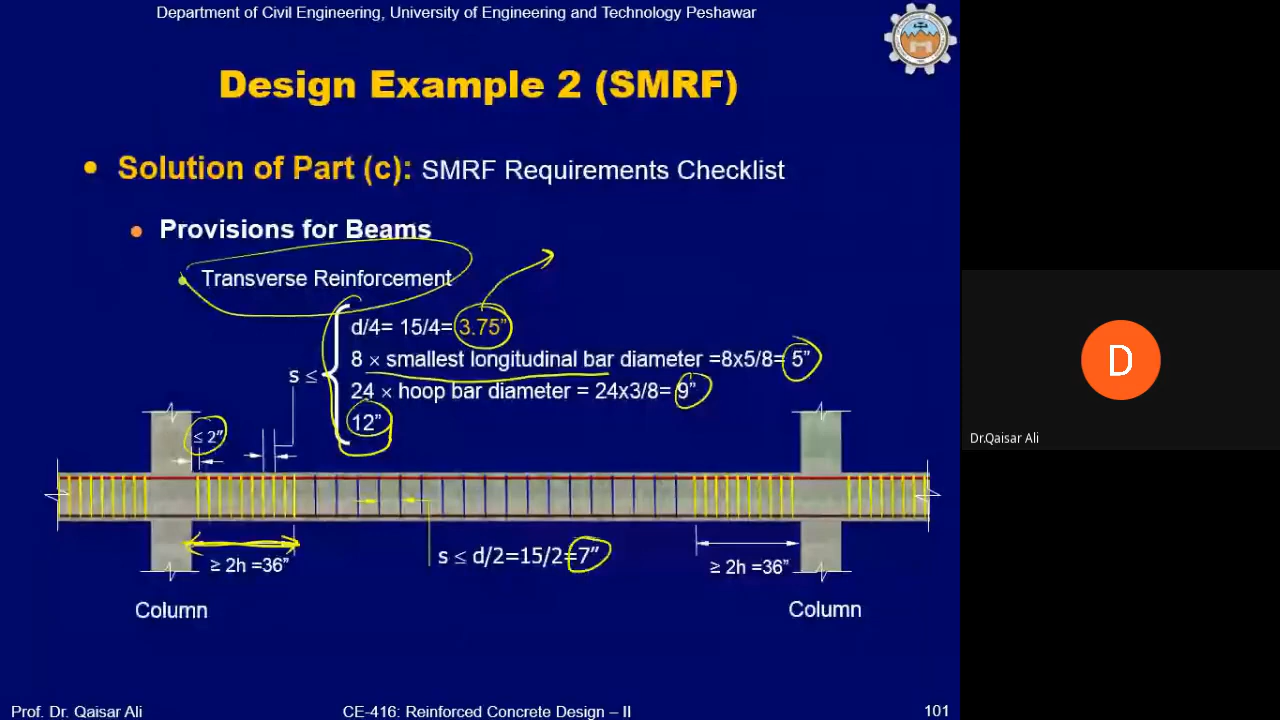 Department of Civil Engineering, University of Engineering and Technology Peshawar
Design Example 2 (SMRF)
Solution of Part (c): SMRF Requirements Checklist
Provisions for Beams
Transverse Reinforcement
d/4= 15/4= 3.75”
8 × smallest longitudinal bar diameter =8x5/8= 5”
s ≤
24 × hoop bar diameter = 24x3/8= 9”
12”
≤ 2”
s ≤ d/2=15/2=7”
≥ 2h =36”
≥ 2h =36”
Column
Column
D
Dr.Qaisar Ali
Prof. Dr. Qaisar Ali
CE-416: Reinforced Concrete Design – II
101